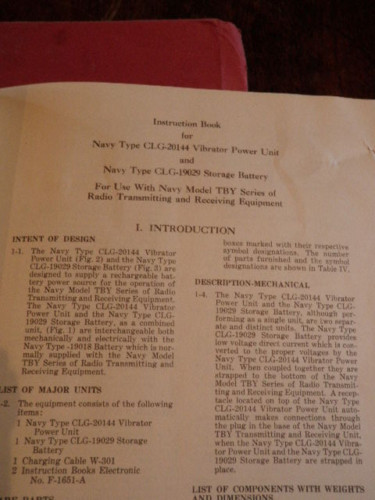 Instruction Book
for
Navy Type CLG-20144 Vibrator Power Unit
and
Navy Type CLG-19029 Storage Battery
For Use With Navy Model TBY Series of
Radio Transmitting and Receiving Equipment
I. INTRODUCTION
INTENT OF DESIGN
1-1. The Navy Type CLG-20144 Vibrator
Power Unit (Fig. 2) and the Navy Type
CLG-19029 Storage Battery (Fig. 3) are
designed to supply a rechargeable bat-
tery power source for the operation of
the Navy Model TBY Series of Radio
Transmitting and Receiving Equipment.
The Navy Type CLG-20144 Vibrator
Power Unit and the Navy Type CLG-
19029 Storage Battery, as a combined
unit, (Fig. 1) are interchangeable both
mechanically and electrically with the
Navy Type -19018 Battery which is nor-
mally supplied with the Navy Model
TBY Series of Radio Transmitting and
Receiving Equipment.
LIST OF MAJOR UNITS
-2. The equipment consists of the following
items:
1 Navy Type CLG-20144 Vibrator
Power Unit
1 Navy Type CLG-19029 Storage
Battery
2 Charging Cable W-301
2 Instruction Books Electronic
No. F-1651-A
PARTS
boxes marked with their respective
symbol designations. The number
of parts furnished and the symbol
designations are shown in Table IV.
DESCRIPTION-MECHANICAL
1-4. The Navy Type CLG-20144 Vibrator
Power Unit and the Navy Type CLG-
19029 Storage Battery, although per-
forming as a single unit, are two sepa-
rate and distinct units. The Navy Type
CLG-19029 Storage Battery provides
low voltage direct current which is con-
verted to the proper voltages by the
Navy Type CLG-20144 Vibrator Power
Unit. When coupled together they are
strapped to the bottom of the Navy
Model TBY Series of Radio Transmit-
ting and Receiving Equipment. A recep-
tacle located on top of the Navy Type
CLG-20144 Vibrator Power Unit auto-
matically makes connections through
the plug in the base of the Navy Model
TBY Transmitting and Receiving Unit,
when the Navy Type CLG-20144 Vibra-
tor Power Unit and the Navy Type
CLG-19029 Storage Battery are strapped in
place.
LIST OF COMPONENTS WITH WEIGHTS
AND DIMENSIONS